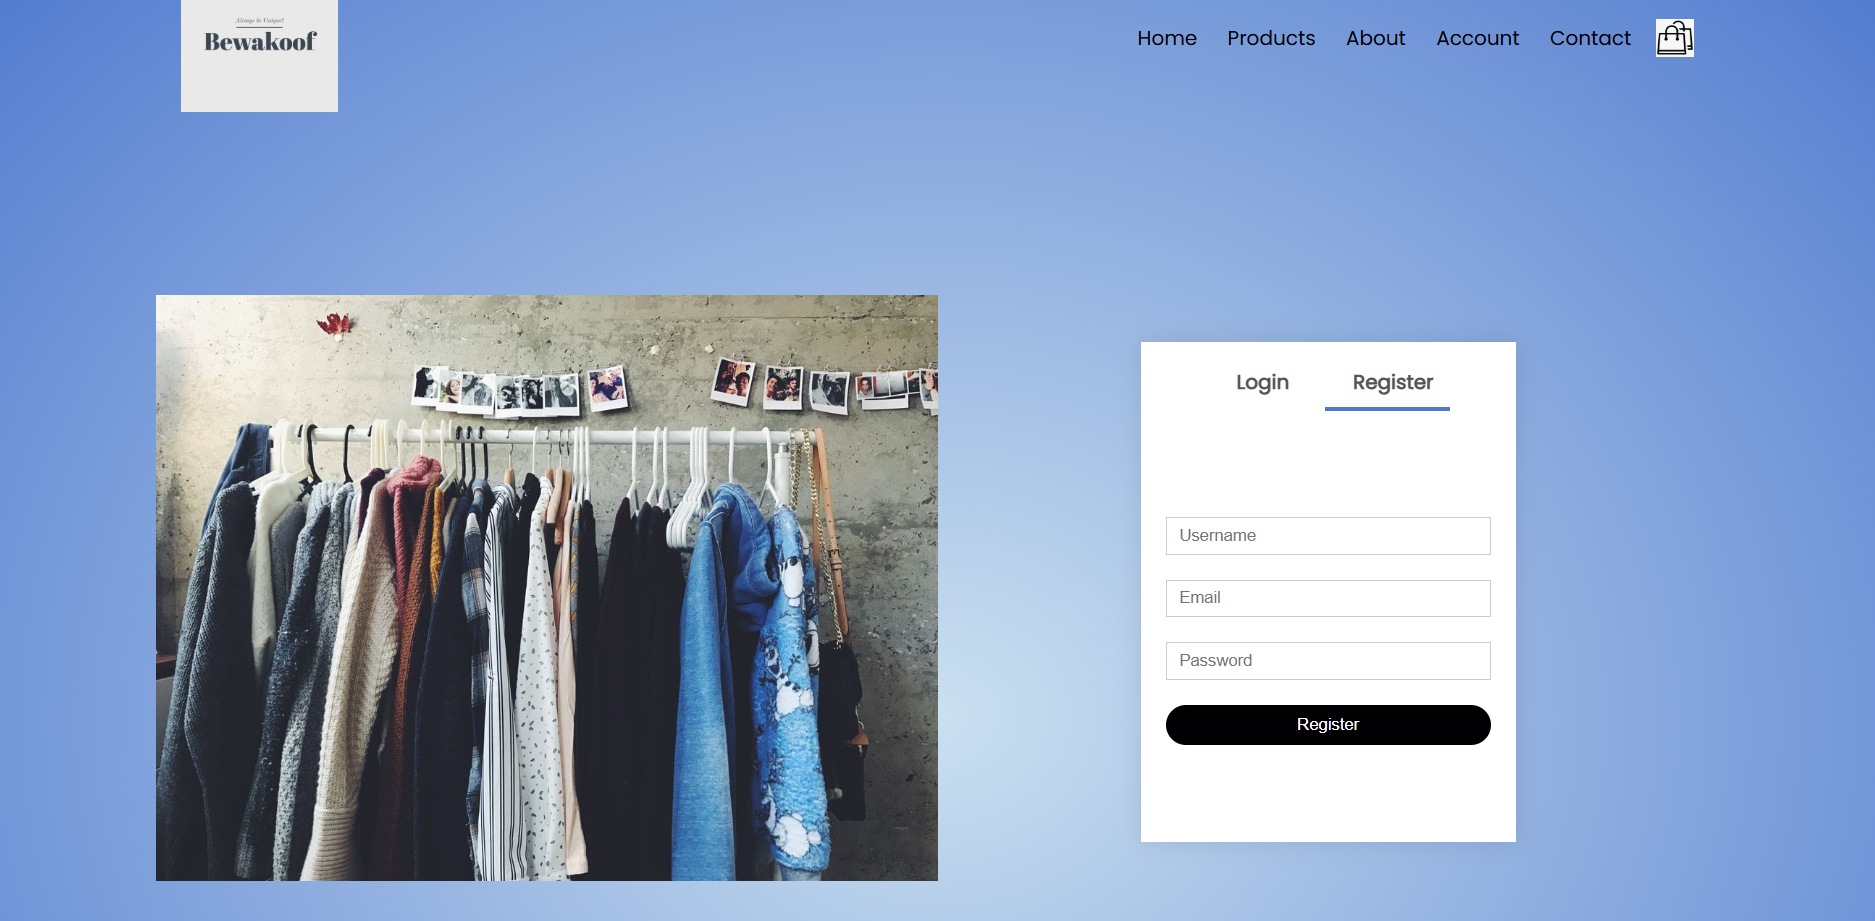 Always be Unique!
Bewakoof
Home Products About Account Contact
Login Register
Username
Email
Password
Register